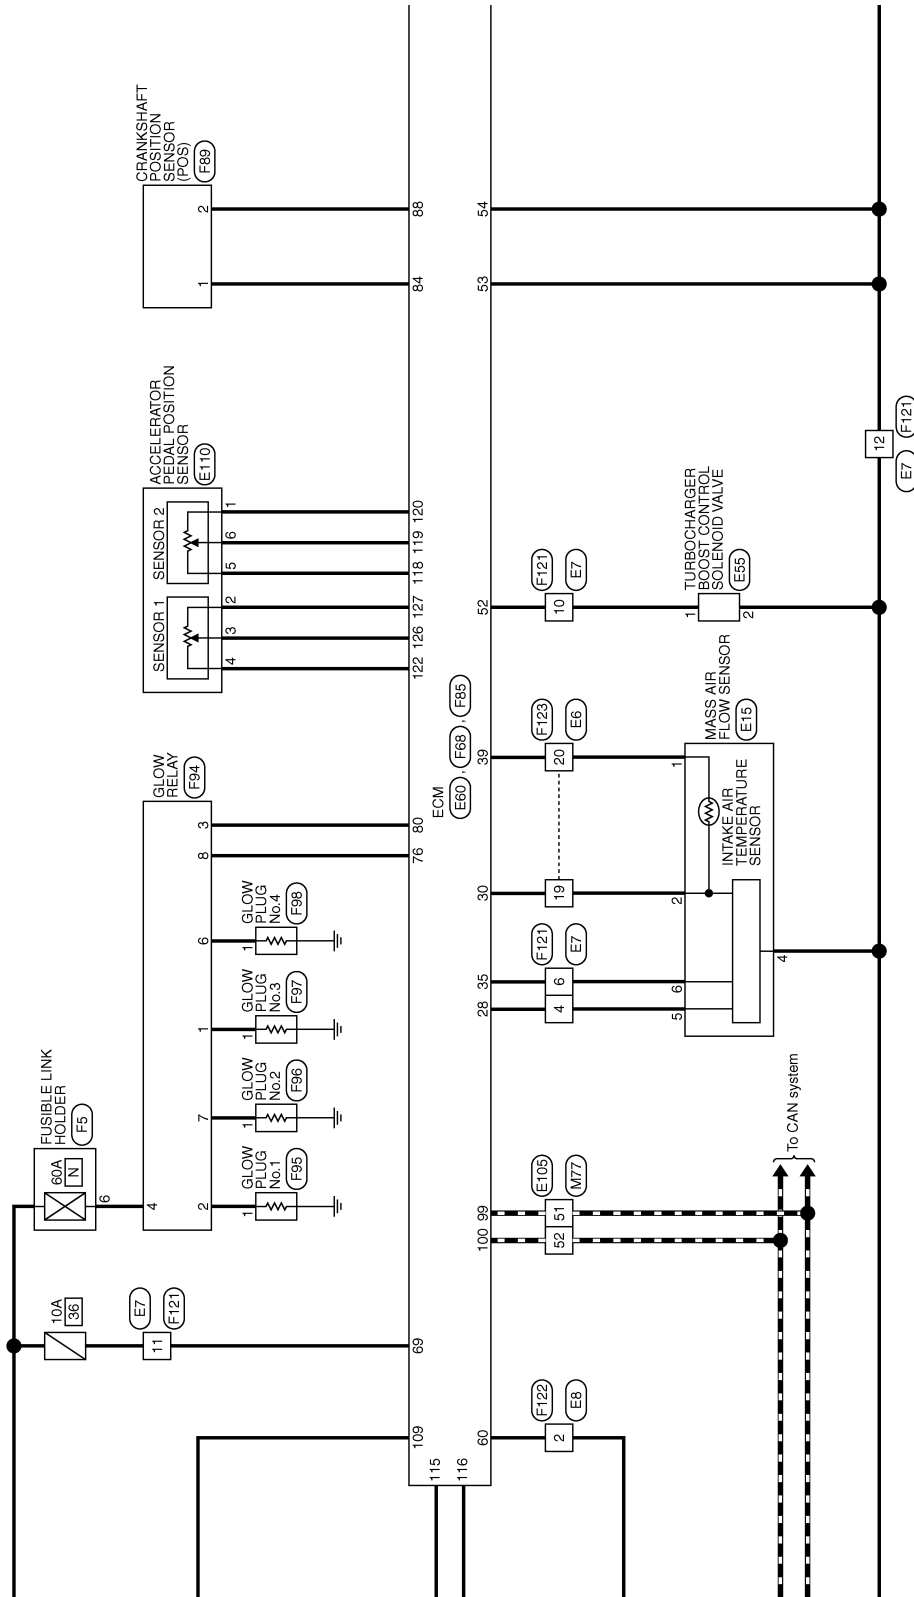 FUSIBLE LINK
HOLDER
F5
60A
N
6
10A
36
E7
F121
11
GLOW
RELAY
F94
4
2
7
1
6
8
3
GLOW
PLUG
No.1
F95
1
GLOW
PLUG
No.2
F96
1
GLOW
PLUG
No.3
F97
1
GLOW
PLUG
No.4
F98
1
ACCELERATOR
PEDAL POSITION
SENSOR
E110
SENSOR 1
SENSOR 2
4
3
2
5
6
1
CRANKSHAFT
POSITION
SENSOR
(POS)
F89
1
2
109
69
76
80
122
126
127
118
119
120
84
88
115
116
ECM
E60 , F68 , F85
60
100
99
28
35
30
39
52
53
54
F122
E8
2
E105
M77
52
51
F121
E7
4
6
F123
E6
19
20
F121
E7
10
To CAN system
MASS AIR
FLOW SENSOR
E15
INTAKE AIR
TEMPERATURE
SENSOR
5
6
2
1
4
TURBOCHARGER
BOOST CONTROL
SOLENOID VALVE
E55
1
2
12
E7
F121